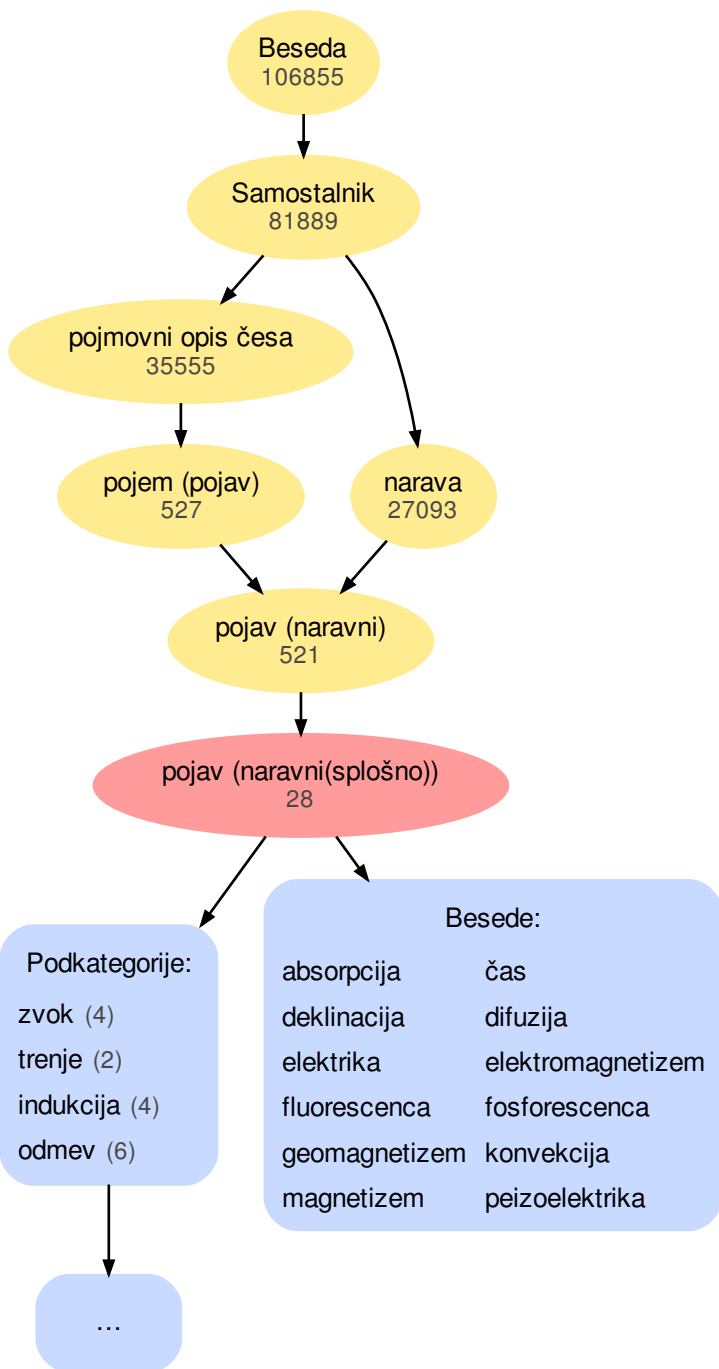 Beseda
106855
Samostalnik
81889
pojmovni opis česa
35555
pojem (pojav)
527
narava
27093
pojav (naravni)
521
pojav (naravni(splošno))
28
Podkategorije:
zvok (4)
trenje (2)
indukcija (4)
odmev (6)
Besede:
absorpcija čas
deklinacija difuzija
elektrika elektromagnetizem
fluorescenca fosforescenca
geomagnetizem konvekcija
magnetizem peizoelektrika
...